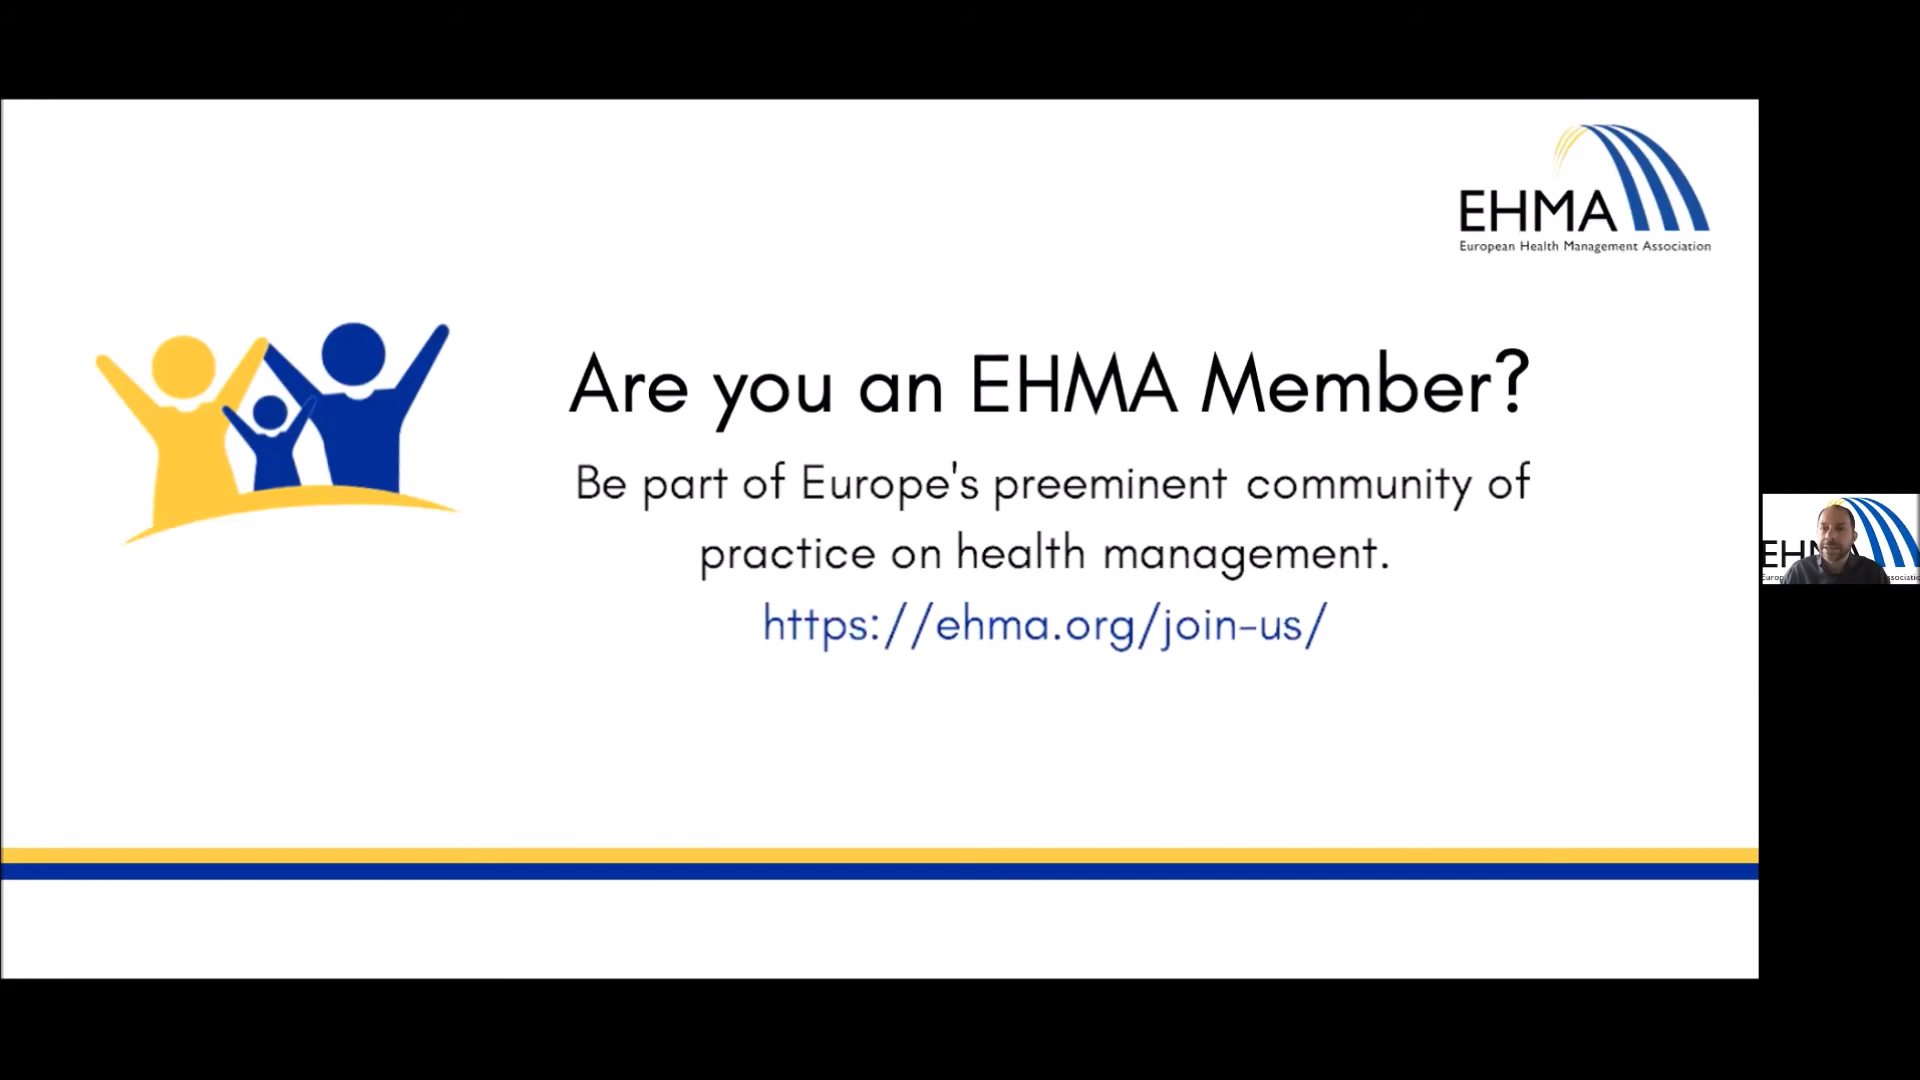 EHMA
European Health Management Association
Are you an EHMA Member?
Be part of Europe's preeminent community of
practice on health management.
https://ehma.org/join-us/
EHMA